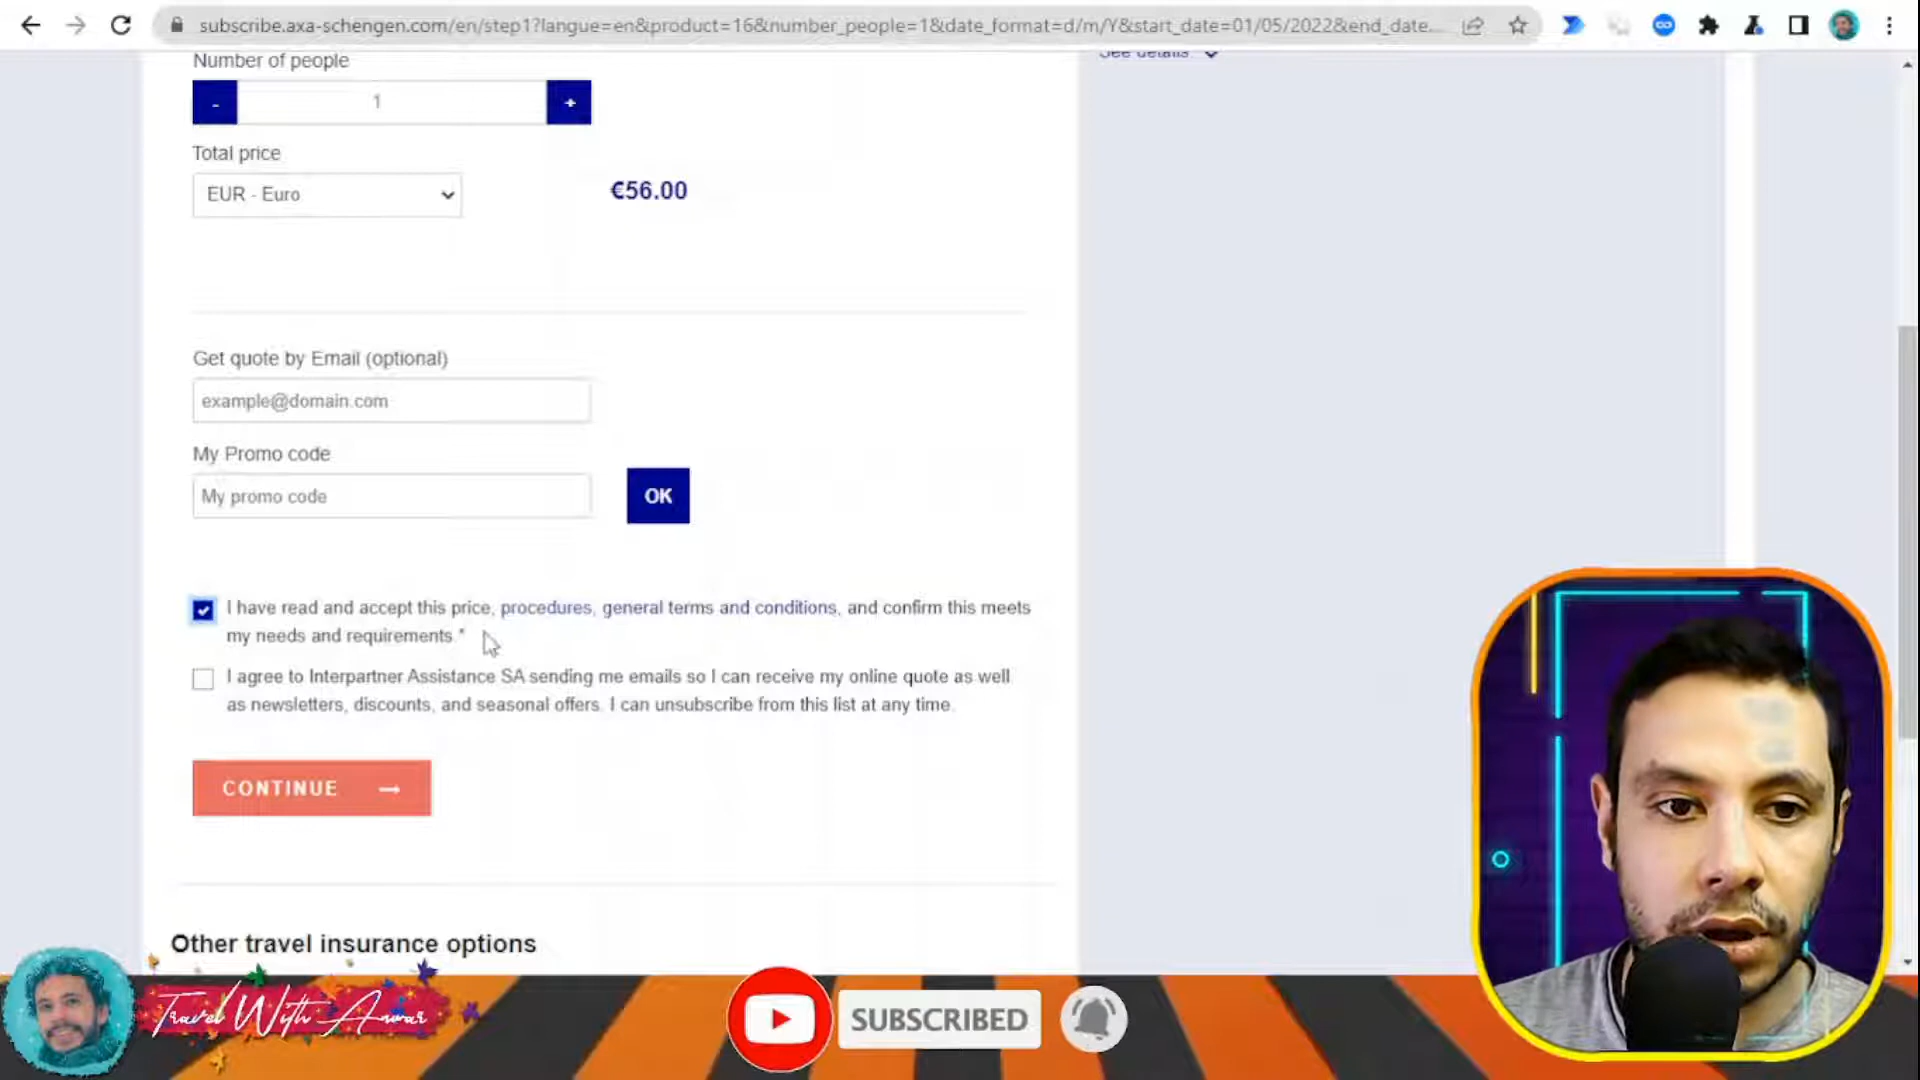 subscribe.axa-schengen.com/en/step1?langue=en&product=16&number_people=1&date_format=d/m/Y&start_date=01/05/2022&end_date...
Number of people
See details
-
1
+
Total price
EUR - Euro
€56.00
Get quote by Email (optional)
example@domain.com
My Promo code
My promo code
OK
I have read and accept this price, procedures, general terms and conditions, and confirm this meets
my needs and requirements.*
I agree to Interpartner Assistance SA sending me emails so I can receive my online quote as well
as newsletters, discounts, and seasonal offers. I can unsubscribe from this list at any time.
CONTINUE →
Other travel insurance options
Travel With Anwar
SUBSCRIBED